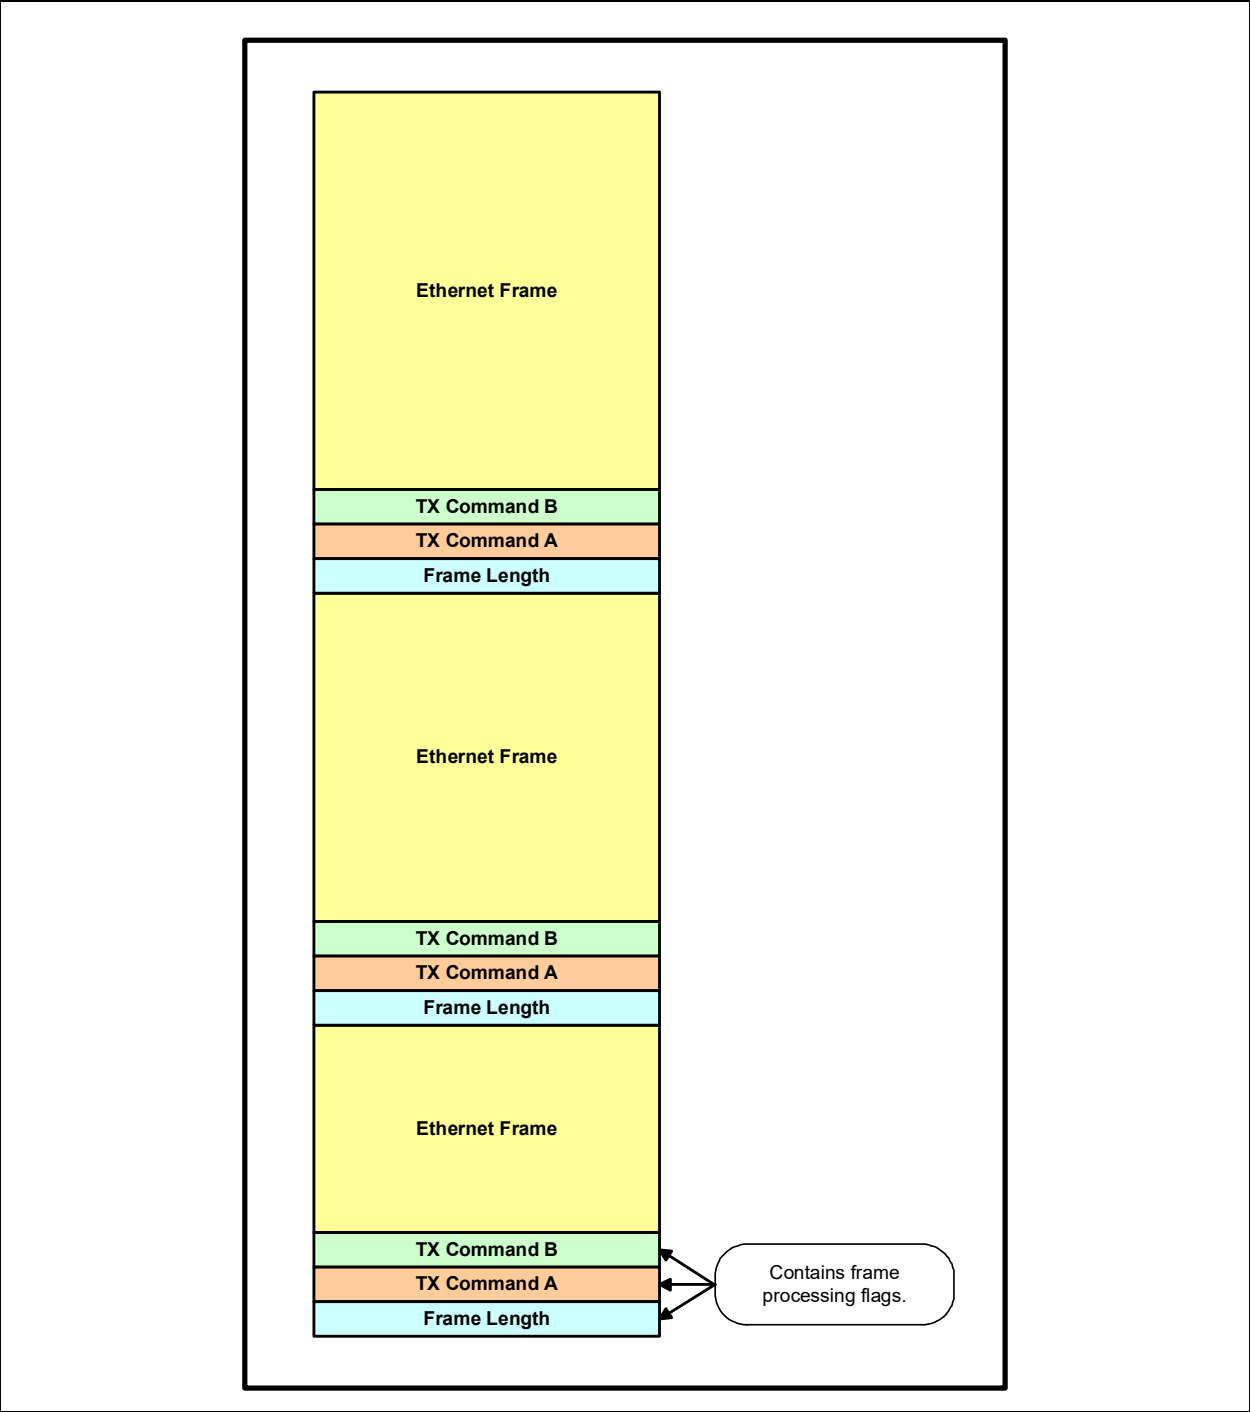 Ethernet Frame
TX Command B
TX Command A
Frame Length
Ethernet Frame
TX Command B
TX Command A
Frame Length
Ethernet Frame
TX Command B
TX Command A
Frame Length
Contains frame
processing flags.